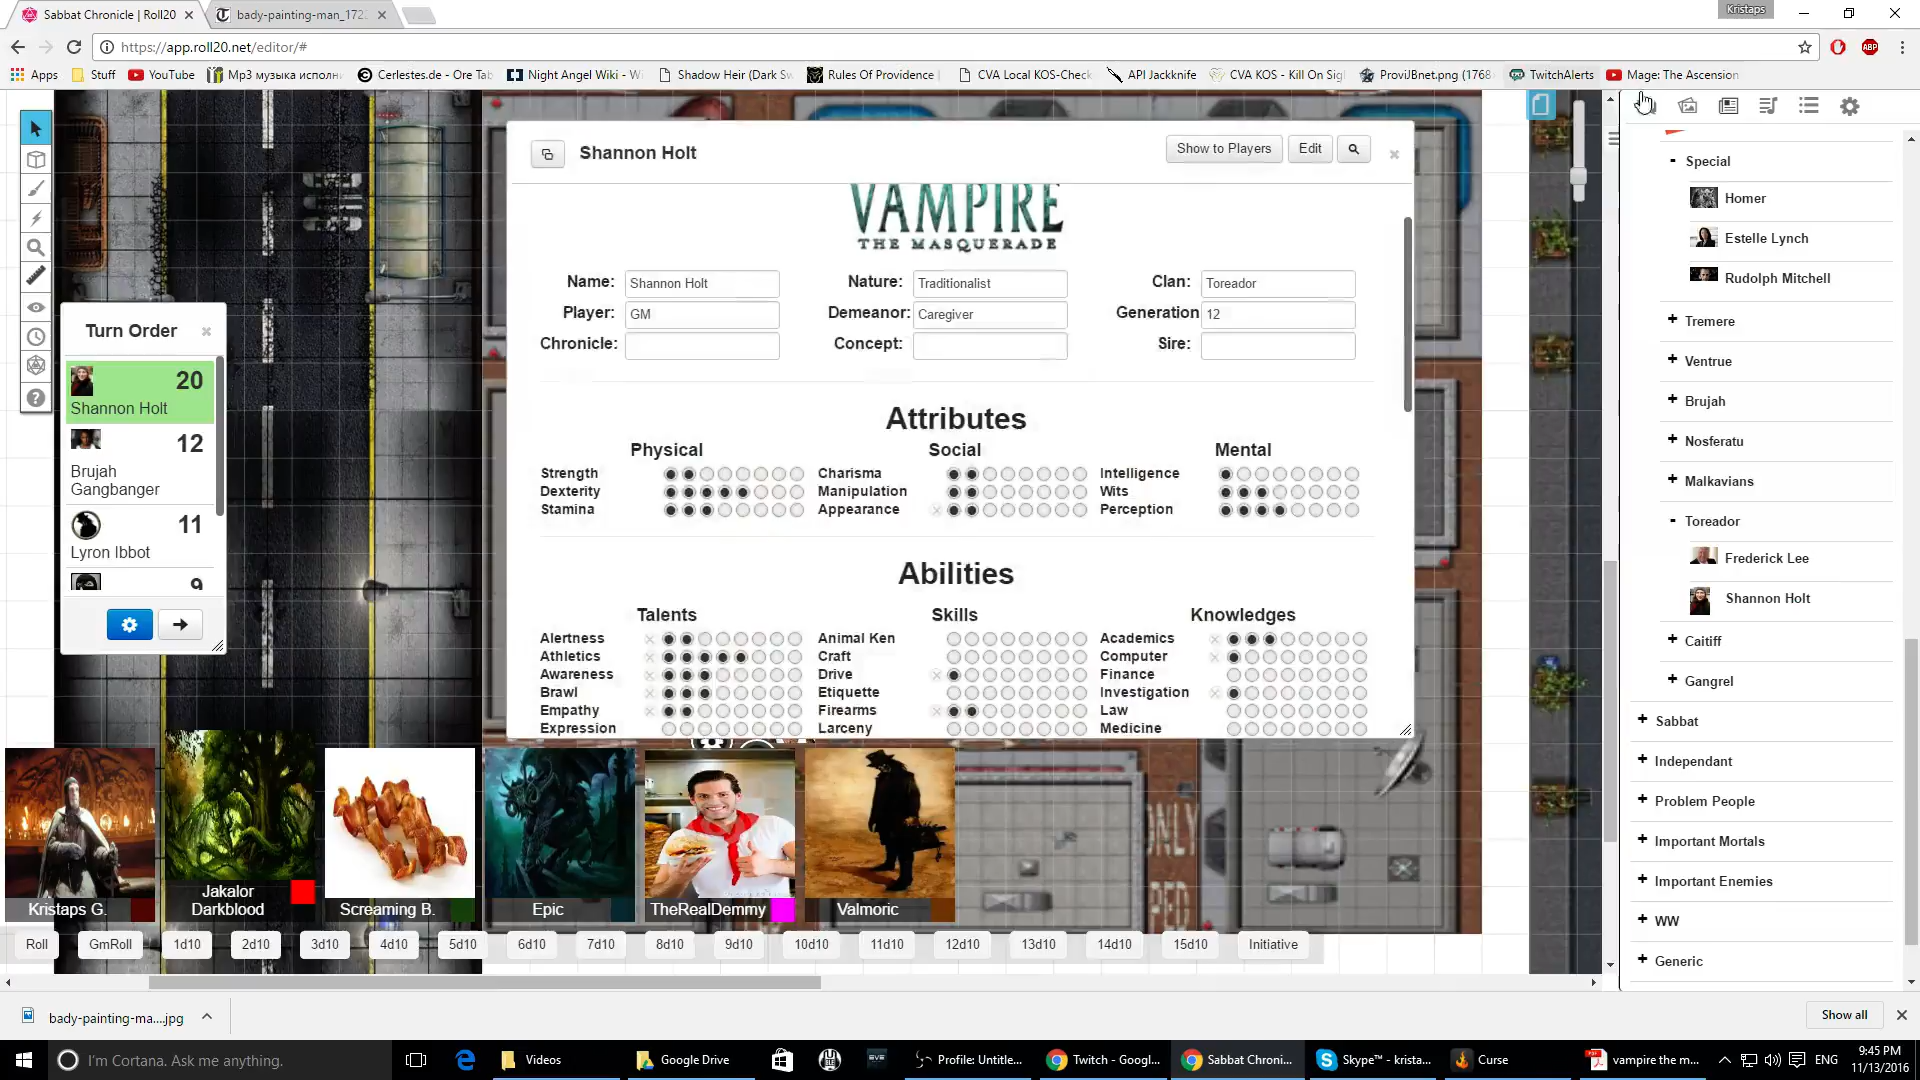 Sabbat Chronicle | Roll20
bady-painting-man_172
Kristaps
https://app.roll20.net/editor/#
Apps
Stuff
YouTube
Mp3 музыка исполн
Cerlestes.de - Ore Tab
Night Angel Wiki - Wi
Shadow Heir (Dark Sw
Rules Of Providence
CVA Local KOS-Check
API Jackknife
CVA KOS - Kill On Sigh
ProviJBnet.png (1768
TwitchAlerts
Mage: The Ascension
Shannon Holt
Show to Players
Edit
VAMPIRE
THE MASQUERADE
Name: Shannon Holt
Nature: Traditionalist
Clan: Toreador
Player: GM
Demeanor: Caregiver
Generation 12
Chronicle:
Concept:
Sire:
Attributes
Physical
Social
Mental
Strength
Charisma
Intelligence
Dexterity
Manipulation
Wits
Stamina
Appearance
Perception
Abilities
Talents
Skills
Knowledges
Alertness
Animal Ken
Academics
Athletics
Craft
Computer
Awareness
Drive
Finance
Brawl
Etiquette
Investigation
Empathy
Firearms
Law
Expression
Larceny
Medicine
Turn Order
20
Shannon Holt
12
Brujah
Gangbanger
11
Lyron Ibbot
9
Special
Homer
Estelle Lynch
Rudolph Mitchell
Tremere
Ventrue
Brujah
Nosferatu
Malkavians
Toreador
Frederick Lee
Shannon Holt
Caitiff
Gangrel
Sabbat
Independant
Problem People
Important Mortals
Important Enemies
WW
Generic
ONLY
Kristaps G.
Jakalor
Darkblood
Screaming B.
Epic
TheRealDemmy
Valmoric
Roll
GmRoll
1d10
2d10
3d10
4d10
5d10
6d10
7d10
8d10
9d10
10d10
11d10
12d10
13d10
14d10
15d10
Initiative
bady-painting-ma....jpg
Show all
I'm Cortana. Ask me anything.
Videos
Google Drive
Profile: Untitle...
Twitch - Googl...
Sabbat Chroni...
Skype™ - krista...
Curse
vampire the m...
ENG
9:45 PM
11/13/2016